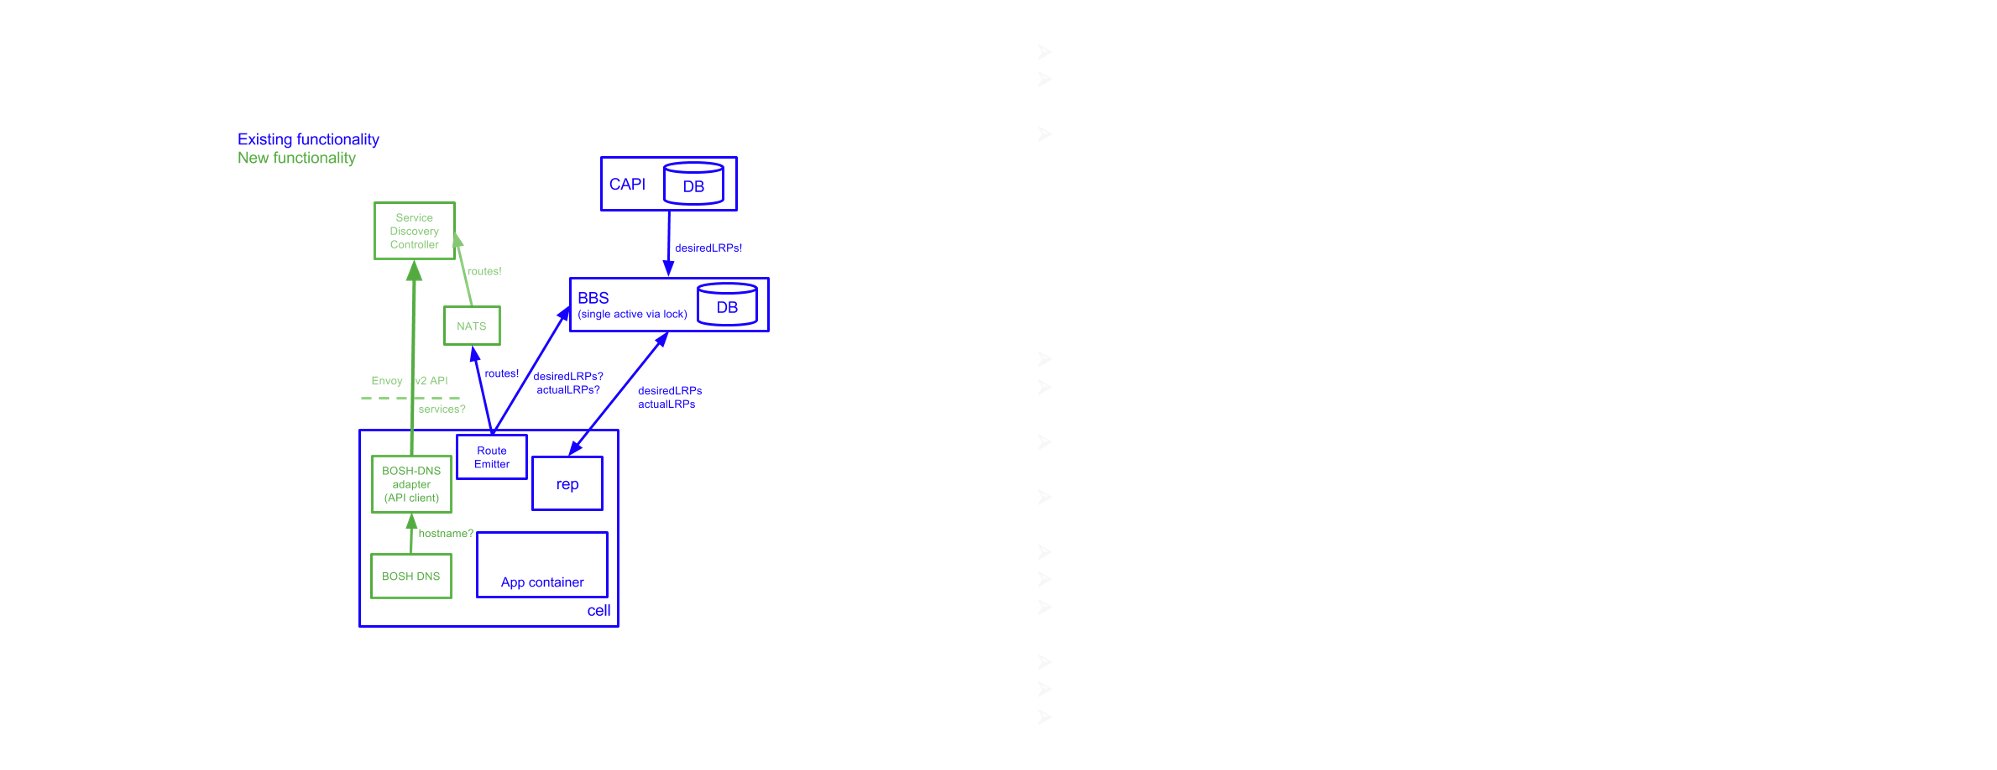 Existing functionality
New functionality
CAPI
DB
desiredLRPs!
Service
Discovery
Controller
routes!
BBS
(single active via lock)
DB
NATS
routes!
desiredLRPs?
actualLRPs?
desiredLRPs
actualLRPs
Envoy v2 API
services?
Route
Emitter
BOSH-DNS
adapter
(API client)
rep
hostname?
BOSH DNS
App container
cell